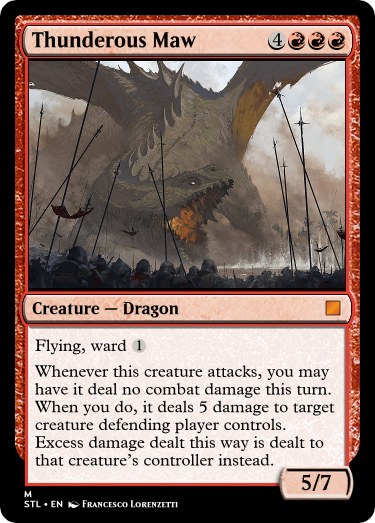 Thunderous Maw 4
Creature — Dragon
Flying, ward 1
Whenever this creature attacks, you may
have it deal no combat damage this turn.
When you do, it deals 5 damage to target
creature defending player controls.
Excess damage dealt this way is dealt to
that creature's controller instead.
5/7
M
STL • EN Francesco Lorenzetti